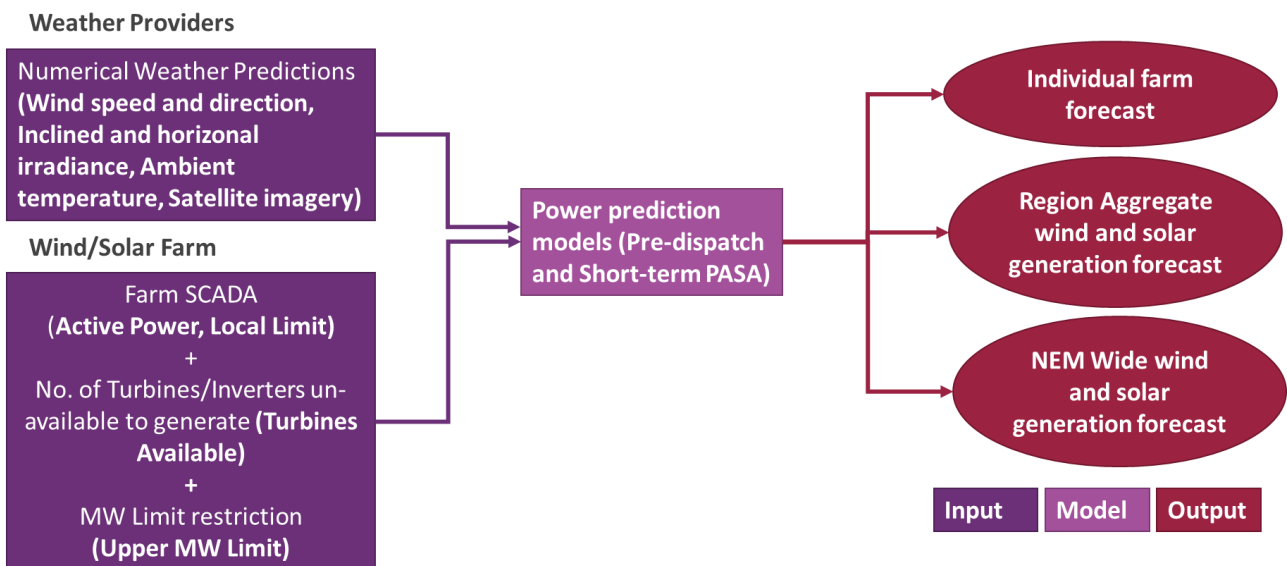 Weather Providers
Numerical Weather Predictions
(Wind speed and direction,
Inclined and horizonal
irradiance, Ambient
temperature, Satellite imagery)
Wind/Solar Farm
Farm SCADA
(Active Power, Local Limit)
+
No. of Turbines/Inverters un-
available to generate (Turbines
Available)
+
MW Limit restriction
(Upper MW Limit)
Power prediction
models (Pre-dispatch
and Short-term PASA)
Individual farm
forecast
Region Aggregate
wind and solar
generation forecast
NEM Wide wind
and solar
generation forecast
Input
Model
Output